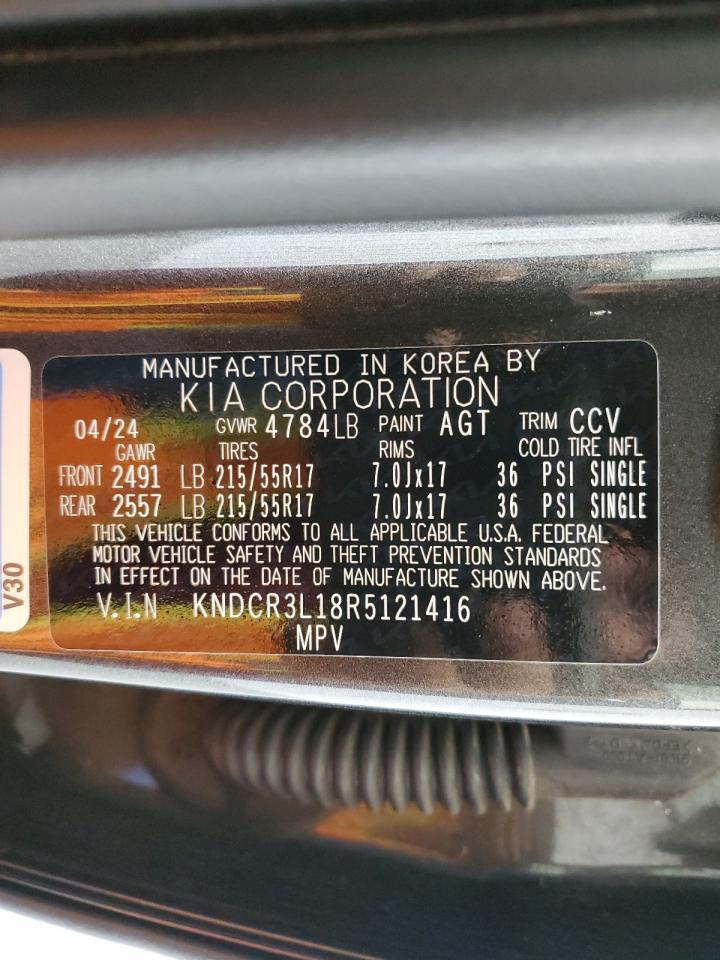 MANUFACTURED IN KOREA BY
KIA CORPORATION
04/24 GVWR 4784LB PAINT AGT TRIM CCV
GAWR TIRES RIMS COLD TIRE INFL
FRONT 2491 LB 215/55R17 7.0Jx17 36 PSI SINGLE
REAR 2557 LB 215/55R17 7.0Jx17 36 PSI SINGLE
THIS VEHICLE CONFORMS TO ALL APPLICABLE U.S.A. FEDERAL
MOTOR VEHICLE SAFETY AND THEFT PREVENTION STANDARDS
IN EFFECT ON THE DATE OF MANUFACTURE SHOWN ABOVE.
V.I.N KNDCR3L18R5121416
MPV
V30